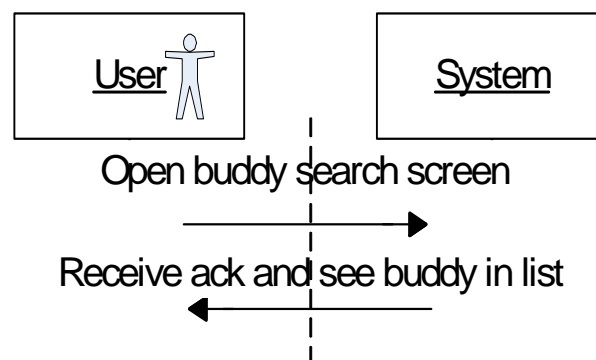 User
System
Open buddy search screen
Receive ack and see buddy in list